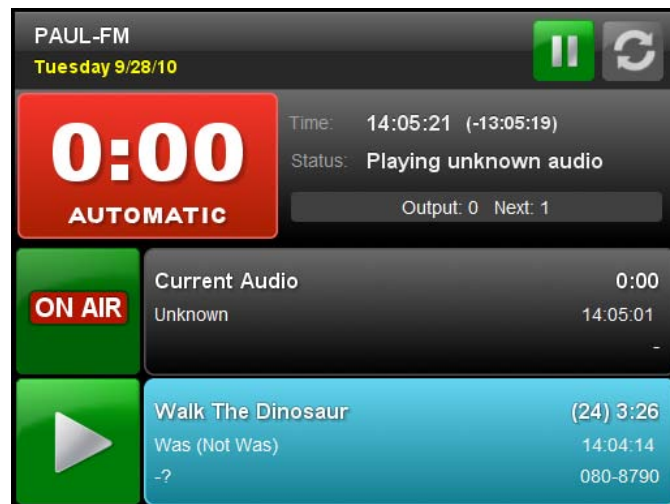 PAUL-FM
Tuesday 9/28/10
0:00
AUTOMATIC
Time: 14:05:21 (-13:05:19)
Status: Playing unknown audio
Output: 0 Next: 1
ON AIR
Current Audio 0:00
Unknown 14:05:01
-
Walk The Dinosaur (24) 3:26
Was (Not Was) 14:04:14
-? 080-8790